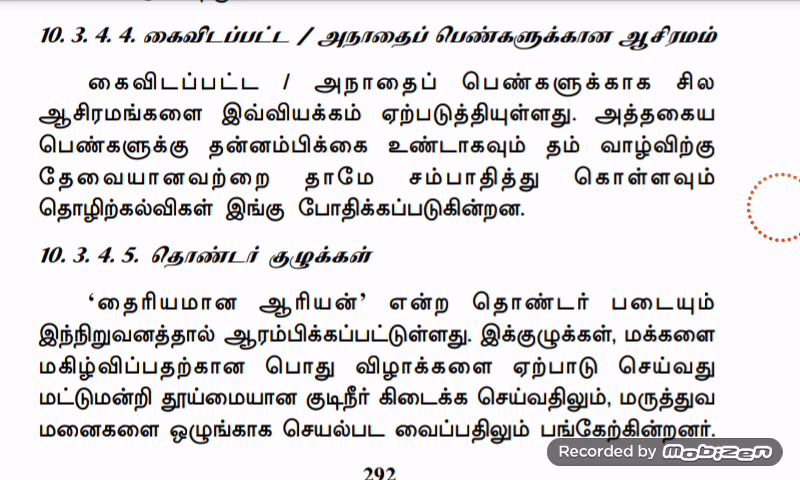 10. 3. 4. 4. கைவிடப்பட்ட / அநாதைப் பெண்களுக்கான ஆசிரமம்
கைவிடப்பட்ட / அநாதைப் பெண்களுக்காக சில
ஆசிரமங்களை இவ்வியக்கம் ஏற்படுத்தியுள்ளது. அத்தகைய
பெண்களுக்கு தன்னம்பிக்கை உண்டாகவும் தம் வாழ்விற்கு
தேவையானவற்றை தாமே சம்பாதித்து கொள்ளவும்
தொழிற்கல்விகள் இங்கு போதிக்கப்படுகின்றன.
10. 3. 4. 5. தொண்டர் குழுக்கள்
‘தைரியமான ஆரியன்’ என்ற தொண்டர் படையும்
இந்நிறுவனத்தால் ஆரம்பிக்கப்பட்டுள்ளது. இக்குழுக்கள், மக்களை
மகிழ்விப்பதற்கான பொது விழாக்களை ஏற்பாடு செய்வது
மட்டுமன்றி தூய்மையான குடிநீர் கிடைக்க செய்வதிலும், மருத்துவ
மனைகளை ஒழுங்காக செயல்பட வைப்பதிலும் பங்கேற்கின்றனர்.
Recorded by mobizen
292